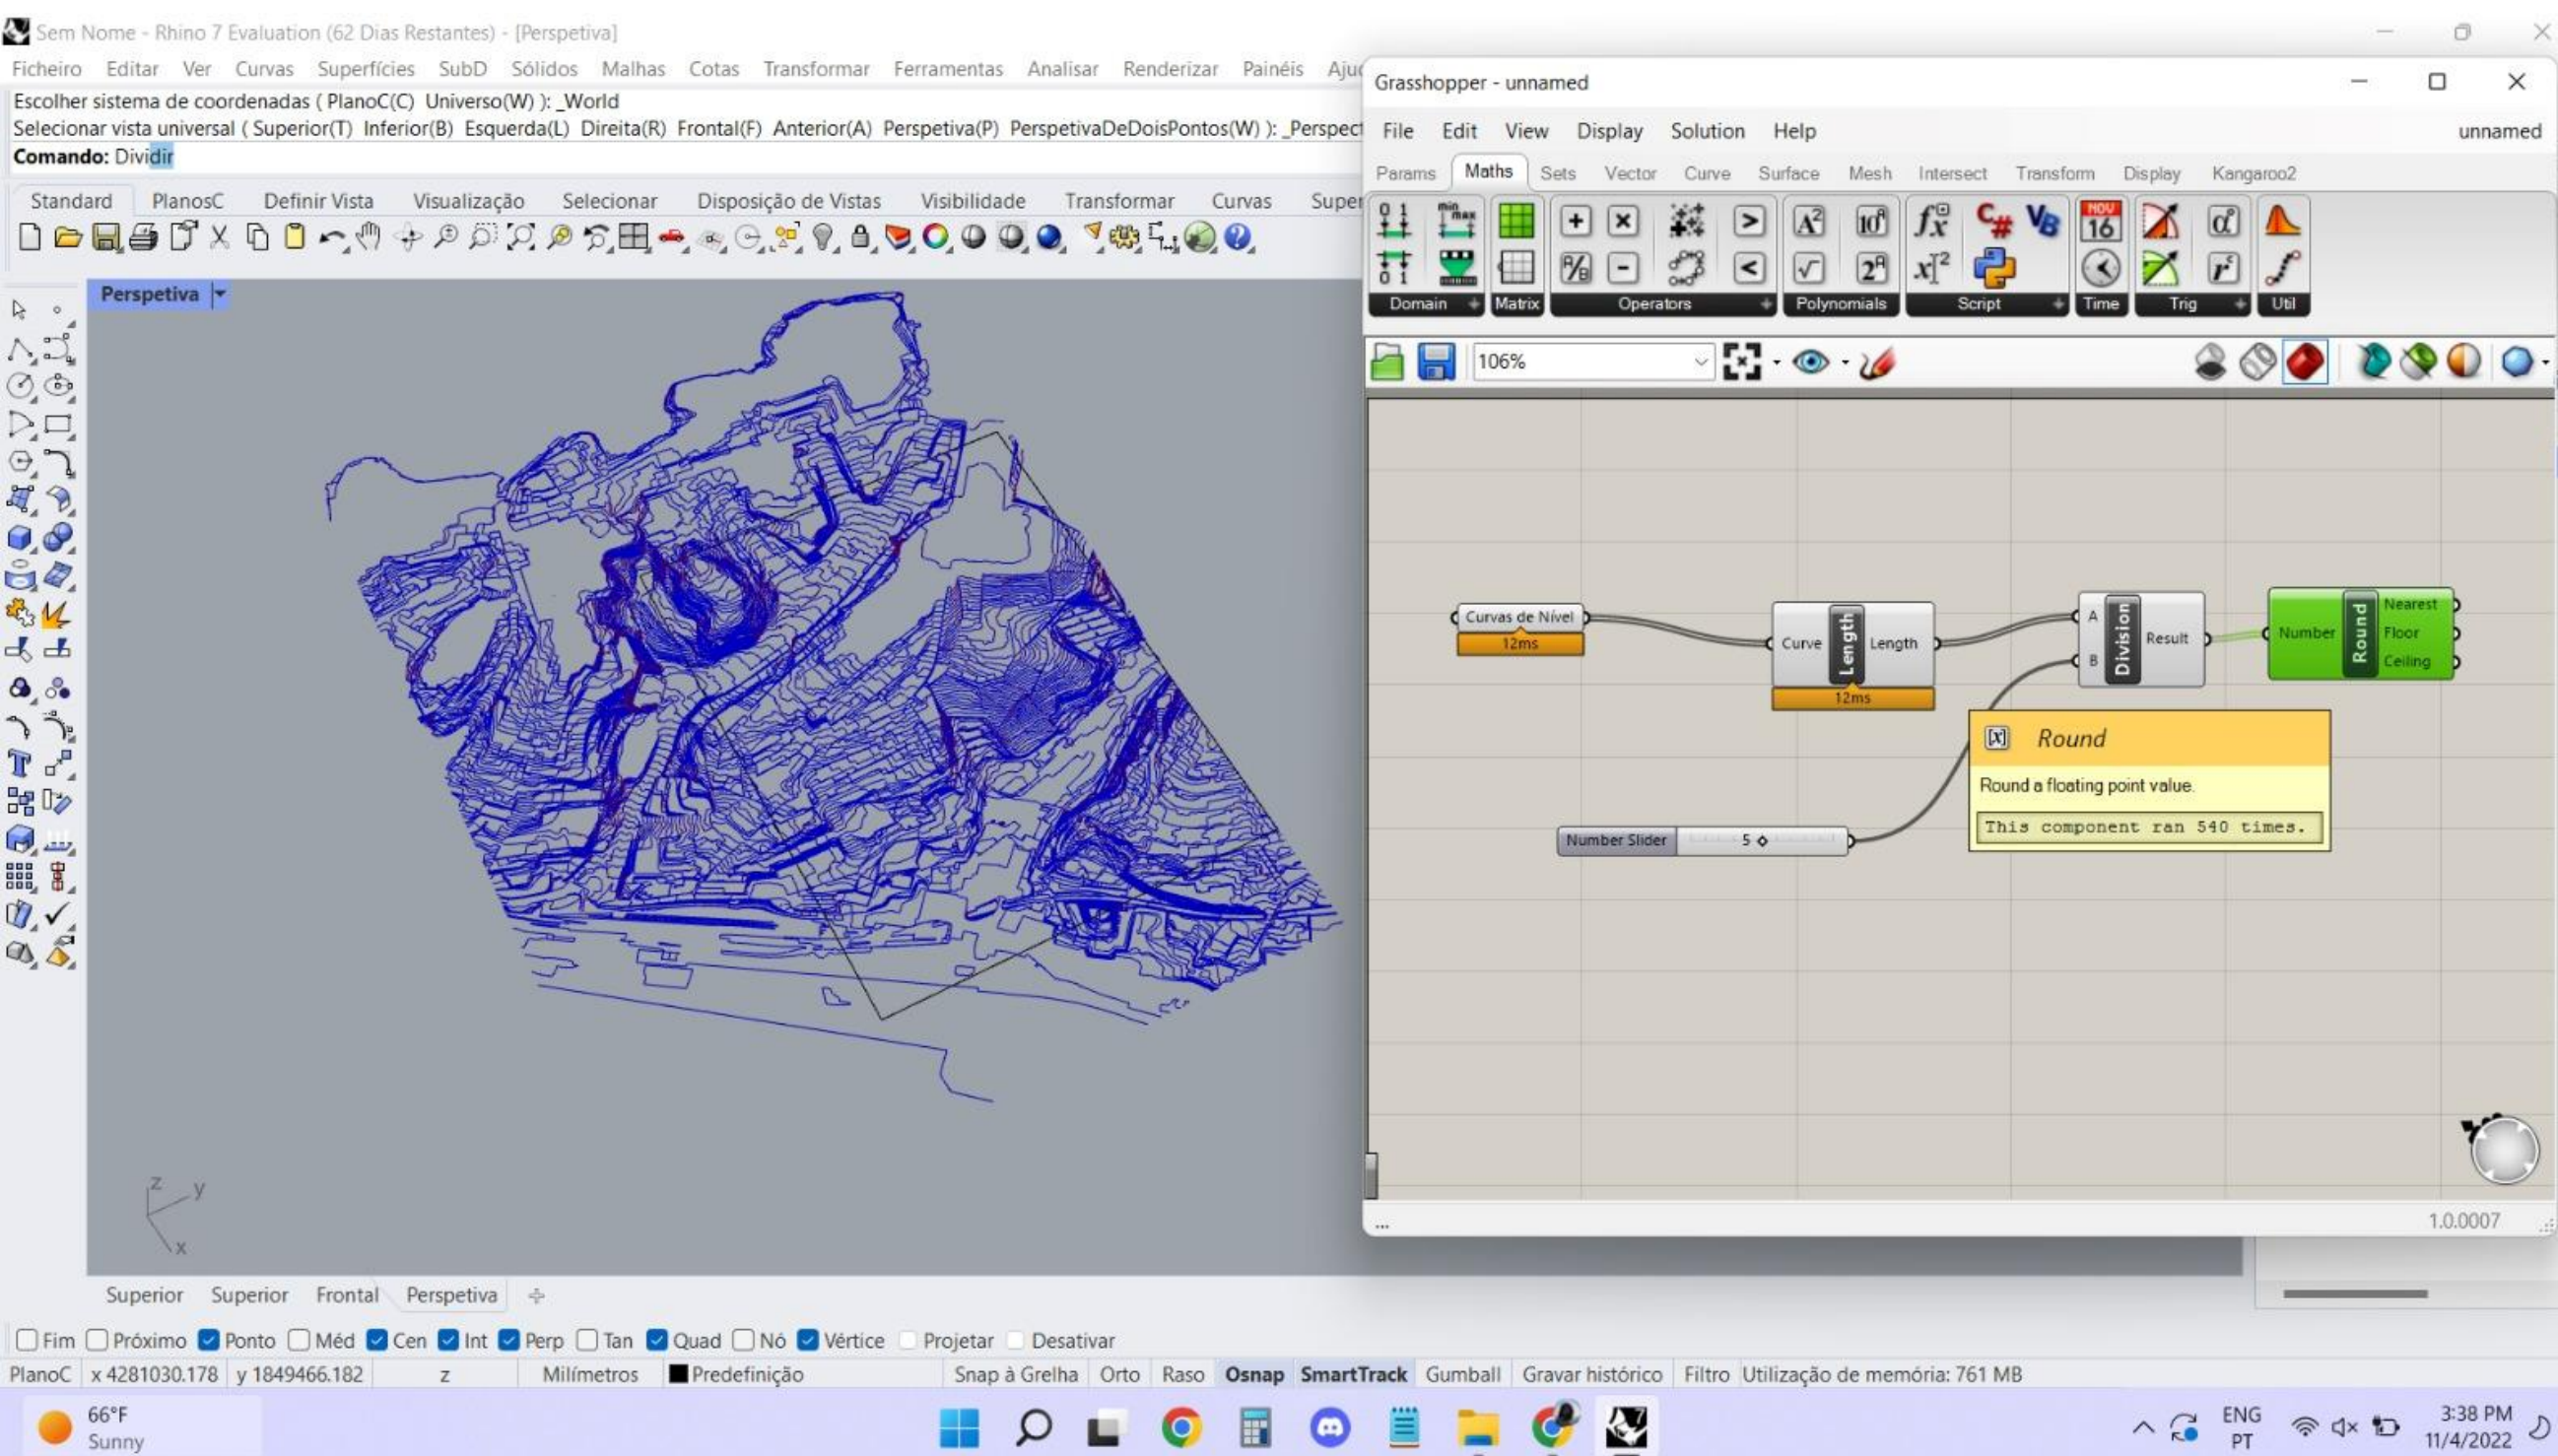 Sem Nome - Rhino 7 Evaluation (62 Dias Restantes) - [Perspetiva]
Ficheiro Editar Ver Curvas Superfícies SubD Sólidos Malhas Cotas Transformar Ferramentas Analisar Renderizar Painéis
Escolher sistema de coordenadas ( PlanoC(C) Universo(W) ): _World
Selecionar vista universal ( Superior(T) Inferior(B) Esquerda(L) Direita(R) Frontal(F) Anterior(A) Perspetiva(P) PerspetivaDeDoisPontos(W) ): _Perspect
Comando: Dividir
Standard PlanosC Definir Vista Visualização Selecionar Disposição de Vistas Visibilidade Transformar Curvas
Perspetiva
z y
x
Grasshopper - unnamed
File Edit View Display Solution Help unnamed
Params Maths Sets Vector Curve Surface Mesh Intersect Transform Display Kangaroo2
Domain Matrix Operators Polynomials Script Time Trig Util
106%
Curvas de Nível
12ms
Curve Length Length
12ms
A
B
Division
Result
Number Round
Nearest
Floor
Ceiling
Number Slider 5
Round
Round a floating point value.
This component ran 540 times.
...
1.0.0007
Superior Superior Frontal Perspetiva
Fim Próximo Ponto Méd Cen Int Perp Tan Quad Nó Vértice Projetar Desativar
PlanoC x 4281030.178 y 1849466.182 z Milímetros Predefinição Snap à Grelha Orto Raso Osnap SmartTrack Gumball Gravar histórico Filtro Utilização de memória: 761 MB
66°F
Sunny
ENG
PT
3:38 PM
11/4/2022